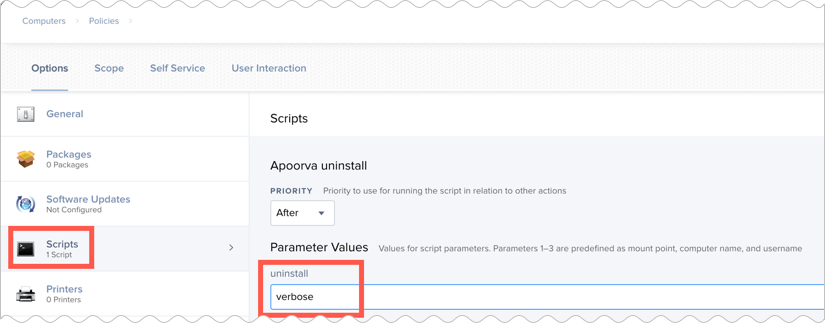 Computers
Policies
Options
Scope
Self Service
User Interaction
General
Packages
0 Packages
Software Updates
Not Configured
Scripts
1 Script
Printers
0 Printers
Scripts
Apoorva uninstall
PRIORITY Priority to use for running the script in relation to other actions
After
Parameter Values Values for script parameters. Parameters 1–3 are predefined as mount point, computer name, and username
uninstall
verbose